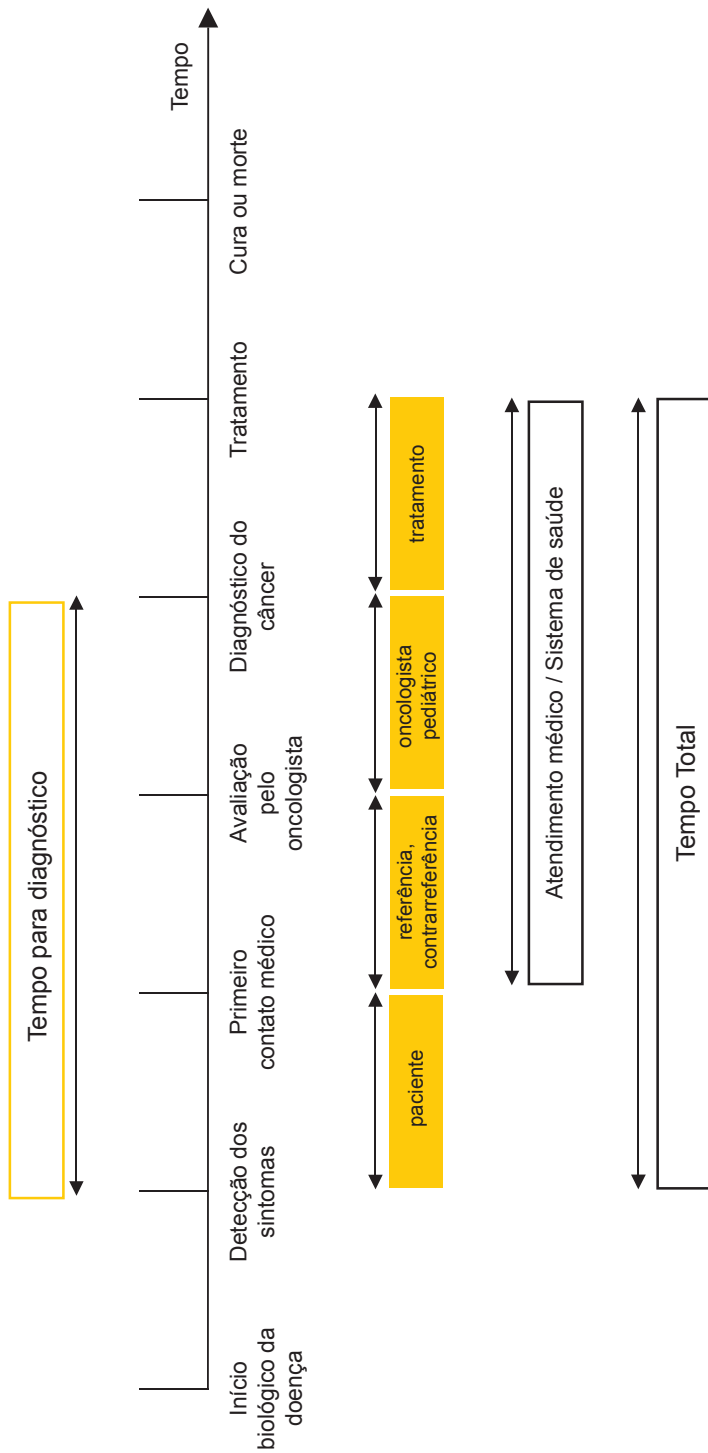 Tempo para diagnóstico
Tempo
Início
biológico da
doença
Detecção dos
sintomas
Primeiro
contato médico
Avaliação
pelo
oncologista
Diagnóstico do
câncer
Tratamento
Cura ou morte
paciente
referência,
contrarreferência
oncologista
pediátrico
tratamento
Atendimento médico / Sistema de saúde
Tempo Total